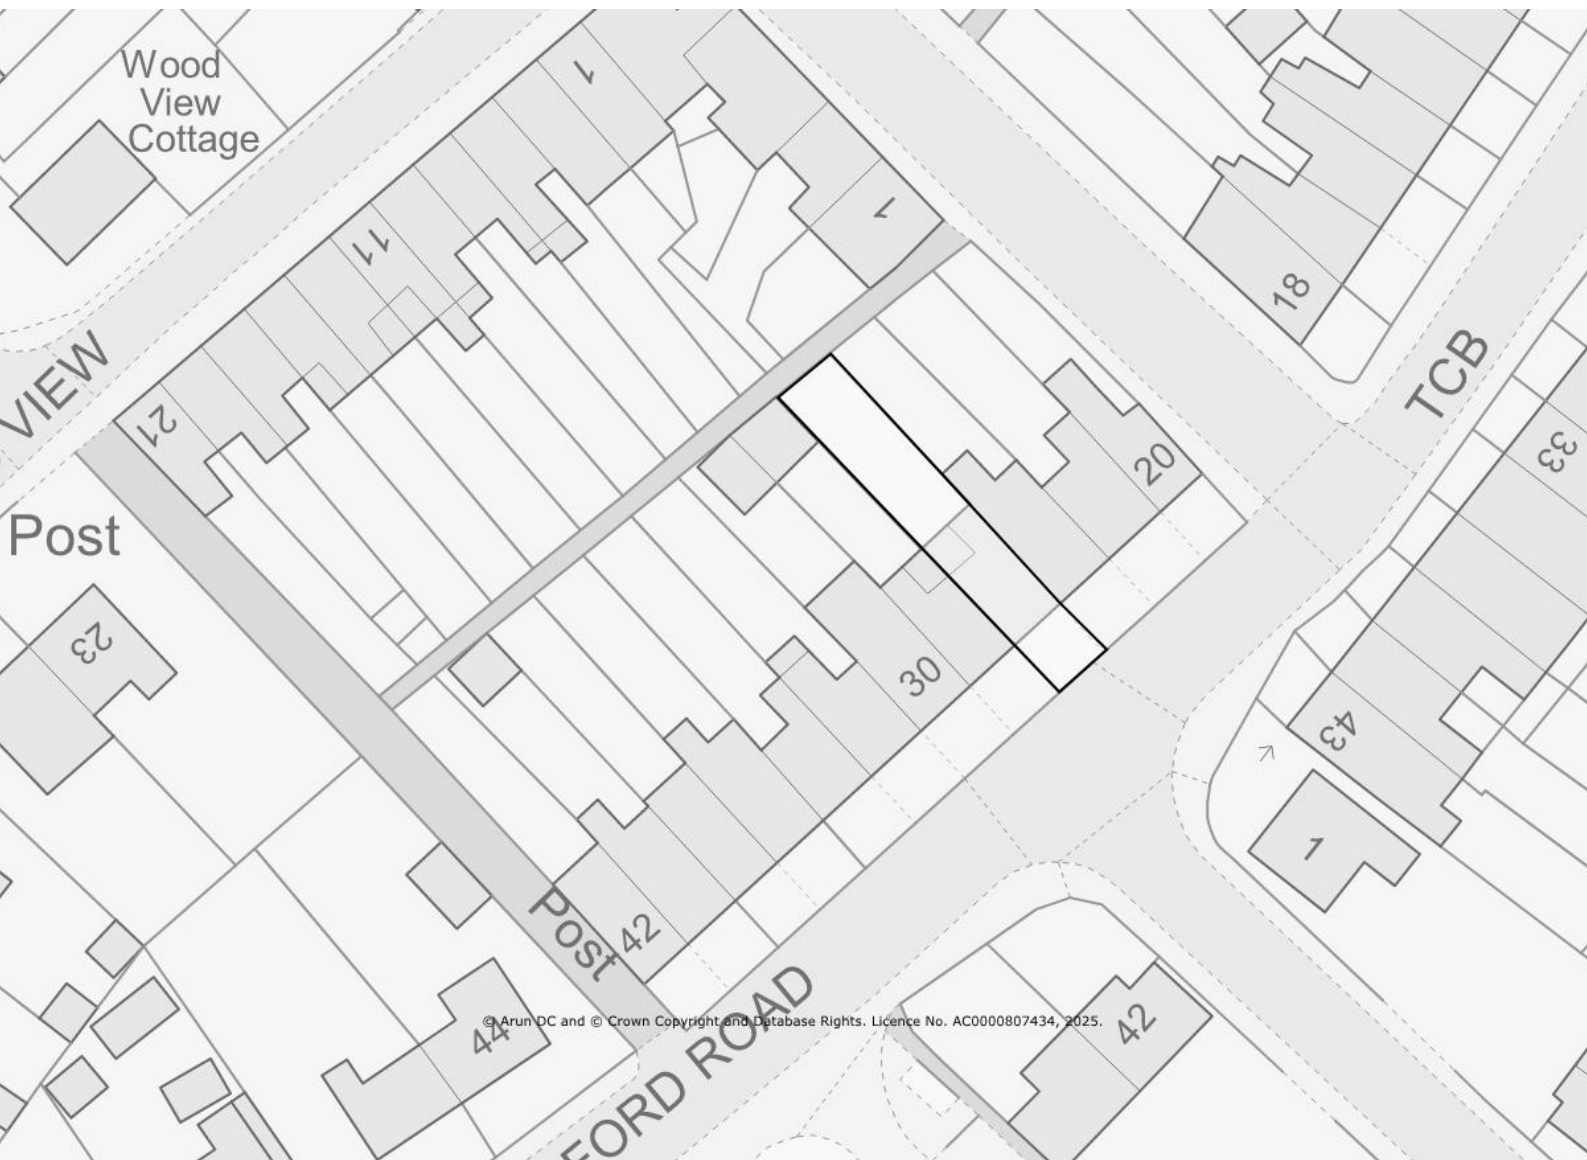 Wood
View
Cottage
1
11
1
18
VIEW
TCB
21
20
33
Post
23
30
43
1
Post
42
© Arun DC and © Crown Copyright and Database Rights. Licence No. AC0000807434, 2025.
44
42
FORD ROAD